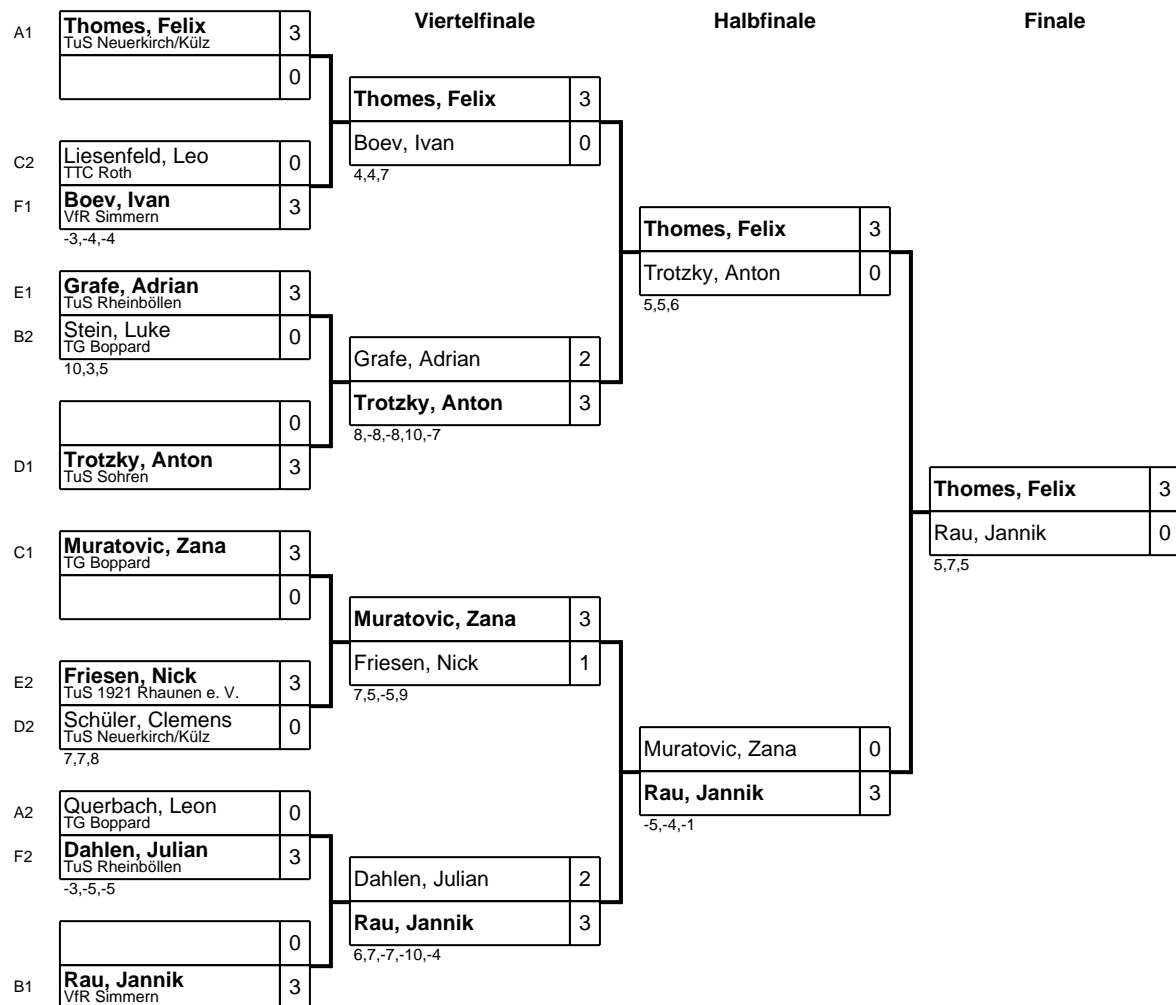 Viertelfinale
Halbfinale
Finale
A1
Thomes, Felix
TuS Neuerkirch/Külz
3
0
C2
Liesenfeld, Leo
TTC Roth
0
F1
Boev, Ivan
VfR Simmern
3
-3,-4,-4
E1
Grafe, Adrian
TuS Rheinböllen
3
B2
Stein, Luke
TG Boppard
0
10,3,5
0
D1
Trotzky, Anton
TuS Sohren
3
C1
Muratovic, Zana
TG Boppard
3
0
E2
Friesen, Nick
TuS 1921 Rhaunen e. V.
3
D2
Schüler, Clemens
TuS Neuerkirch/Külz
0
7,7,8
A2
Querbach, Leon
TG Boppard
0
F2
Dahlen, Julian
TuS Rheinböllen
3
-3,-5,-5
0
B1
Rau, Jannik
VfR Simmern
3
Thomes, Felix 3
Boev, Ivan 0
4,4,7
Grafe, Adrian 2
Trotzky, Anton 3
8,-8,-8,10,-7
Muratovic, Zana 3
Friesen, Nick 1
7,5,-5,9
Dahlen, Julian 2
Rau, Jannik 3
6,7,-7,-10,-4
Thomes, Felix 3
Trotzky, Anton 0
5,5,6
Muratovic, Zana 0
Rau, Jannik 3
-5,-4,-1
Thomes, Felix 3
Rau, Jannik 0
5,7,5